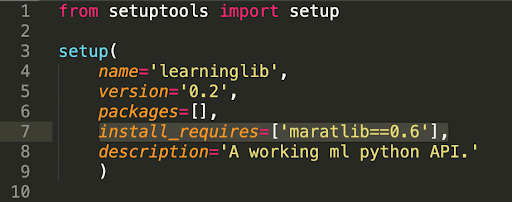 1 from setuptools import setup
2
3 setup(
4     name='learninglib',
5     version='0.2',
6     packages=[],
7     install_requires=['maratlib==0.6'],
8     description='A working ml python API.'
9     )
10